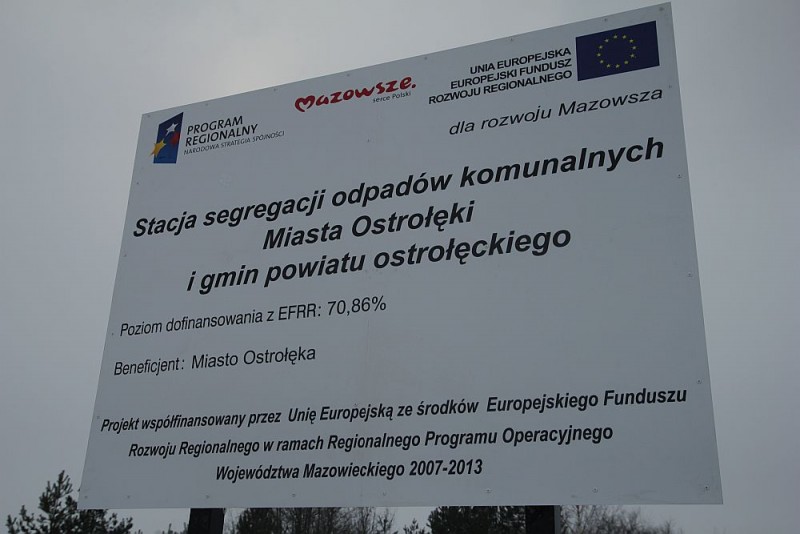 PROGRAM
REGIONALNY
NARODOWA STRATEGIA SPÓJNOŚCI
mazowsze.
serce Polski
UNIA EUROPEJSKA
EUROPEJSKI FUNDUSZ
ROZWOJU REGIONALNEGO
dla rozwoju Mazowsza
Stacja segregacji odpadów komunalnych
Miasta Ostrołęki
i gmin powiatu ostrołęckiego
Poziom dofinansowania z EFRR: 70,86%
Beneficjent: Miasto Ostrołęka
Projekt współfinansowany przez Unię Europejską ze środków Europejskiego Funduszu
Rozwoju Regionalnego w ramach Regionalnego Programu Operacyjnego
Województwa Mazowieckiego 2007-2013